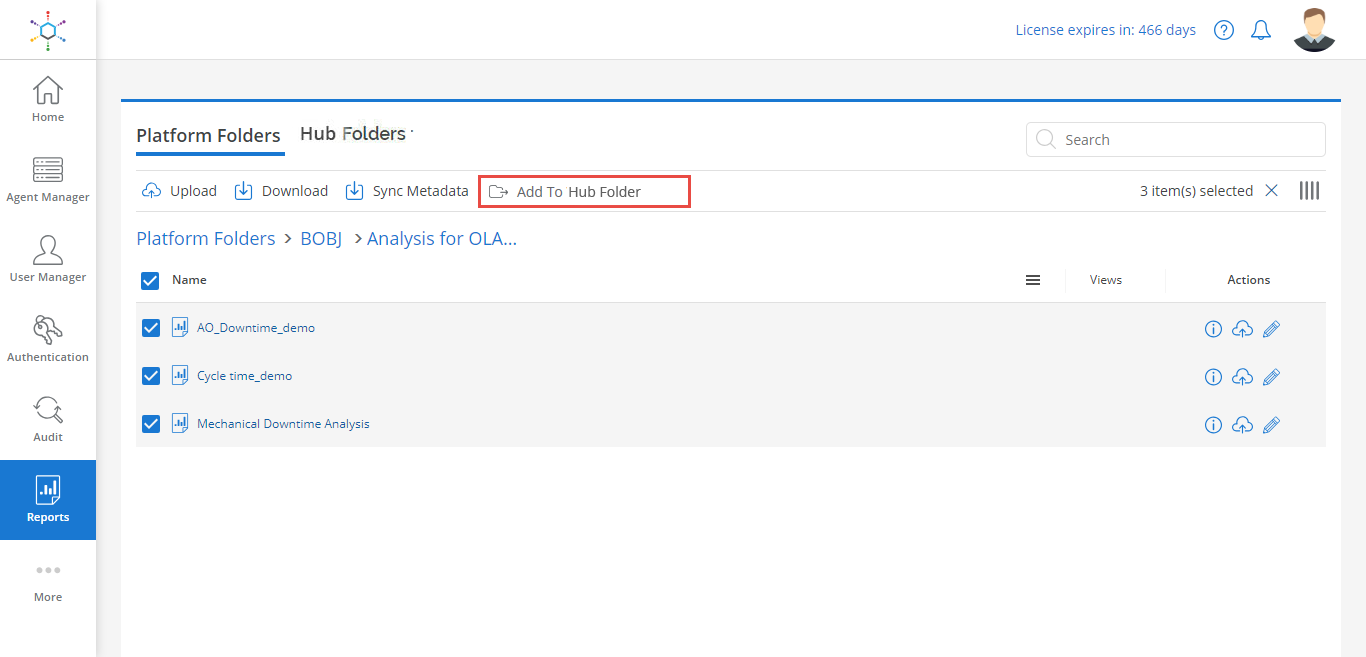 License expires in: 466 days
Home
Agent Manager
User Manager
Authentication
Audit
Reports
More
Platform Folders Hub Folders
Search
Upload Download Sync Metadata Add To Hub Folder 3 item(s) selected
Platform Folders > BOBJ > Analysis for OLA...
Name Views Actions
AO_Downtime_demo
Cycle time_demo
Mechanical Downtime Analysis